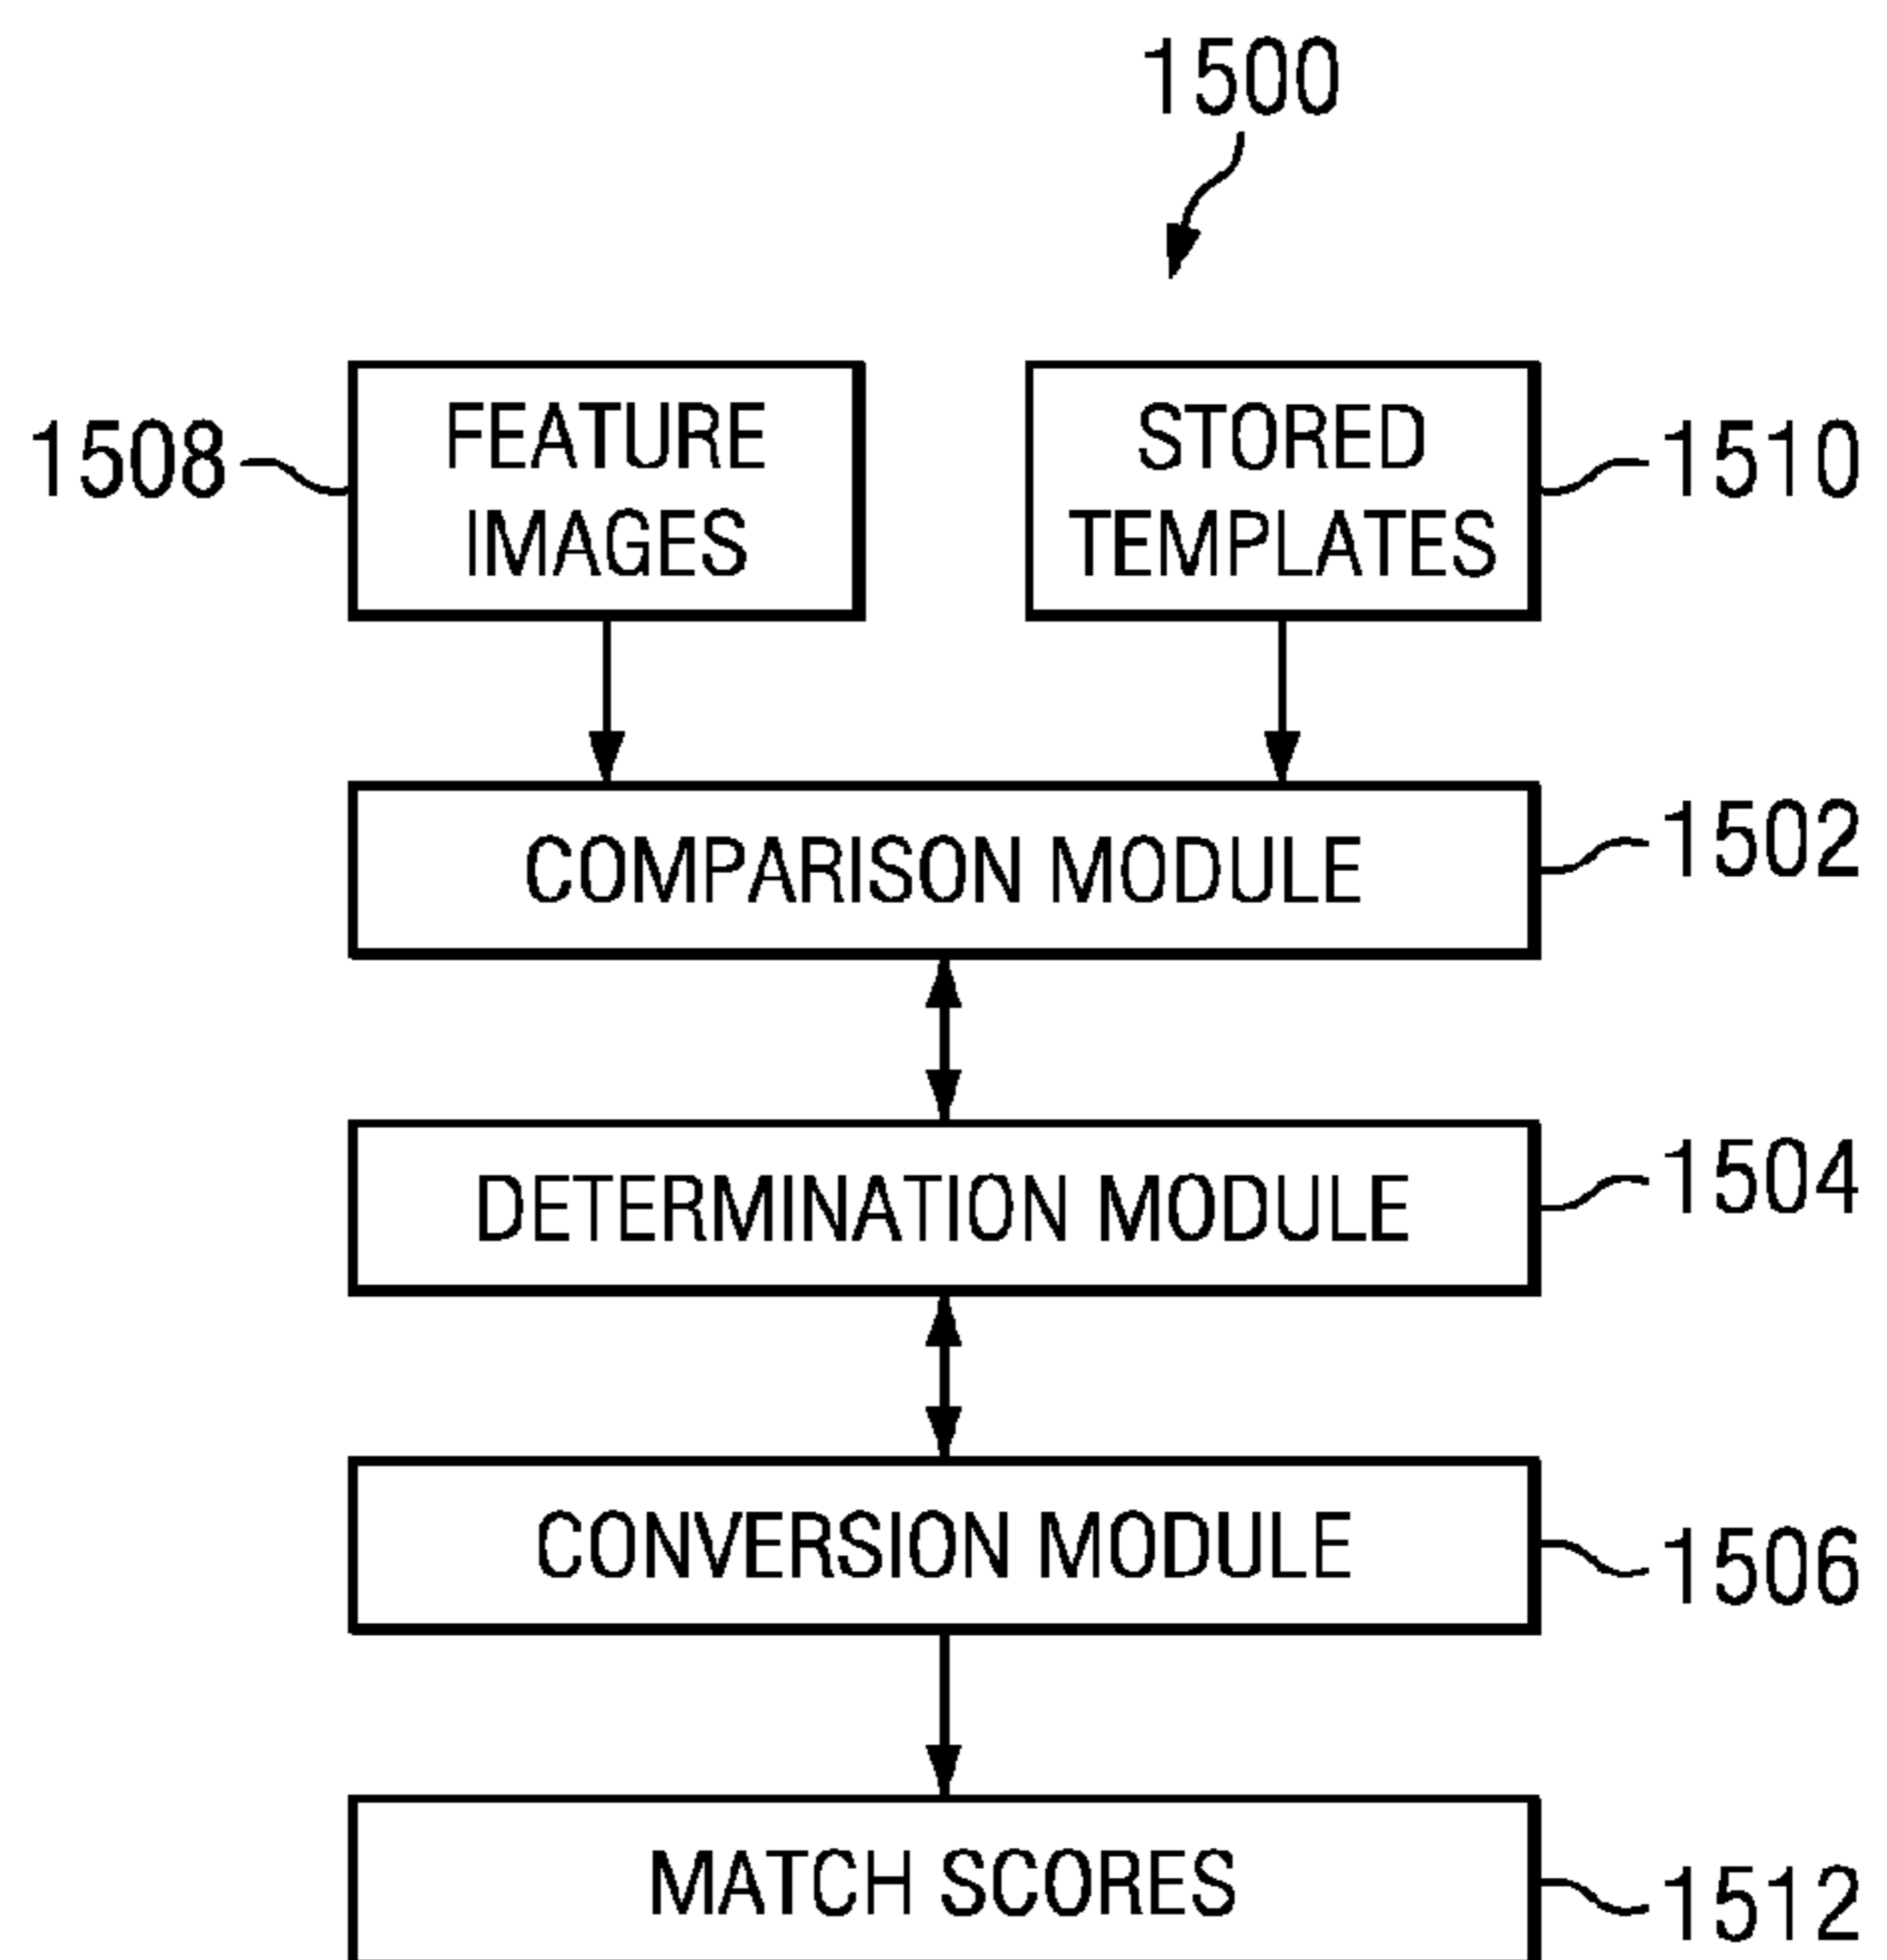 1500
1508
FEATURE
IMAGES
STORED
TEMPLATES
1510
COMPARISON MODULE
1502
DETERMINATION MODULE
1504
CONVERSION MODULE
1506
MATCH SCORES
1512